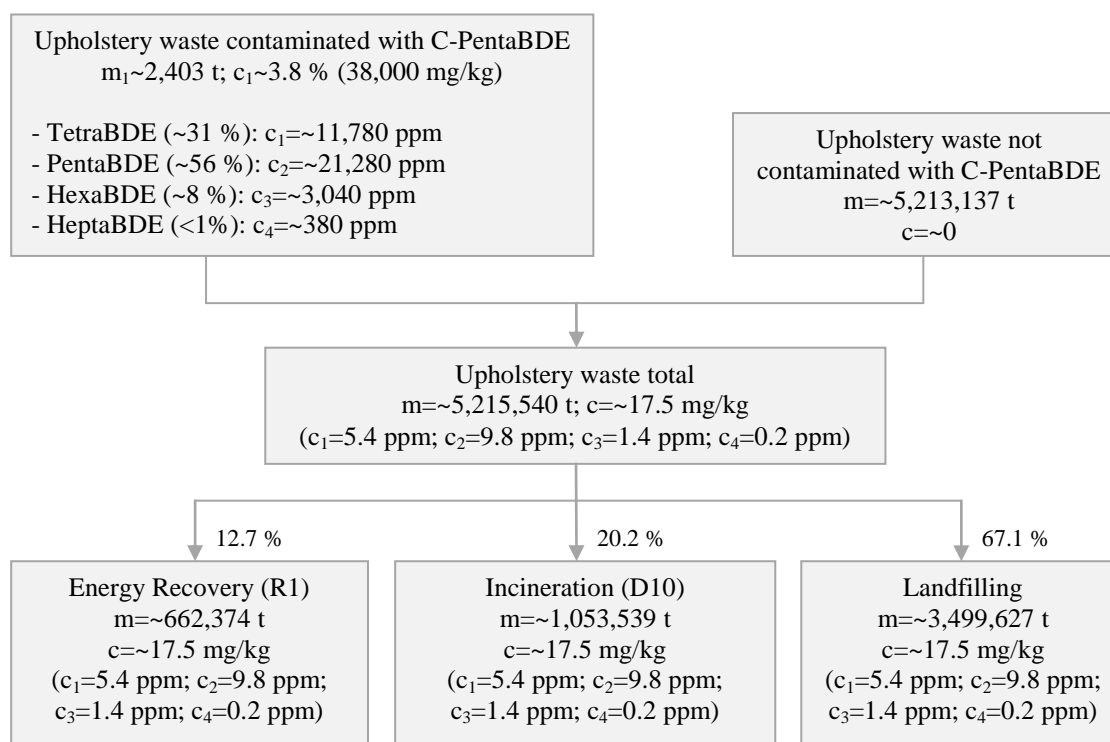 Upholstery waste contaminated with C-PentaBDE
m₁~2,403 t; c₁~3.8 % (38,000 mg/kg)
- TetraBDE (~31 %): c₁=~11,780 ppm
- PentaBDE (~56 %): c₂=~21,280 ppm
- HexaBDE (~8 %): c₃=~3,040 ppm
- HeptaBDE (<1%): c₄=~380 ppm
Upholstery waste not
contaminated with C-PentaBDE
m=~5,213,137 t
c=~0
Upholstery waste total
m=~5,215,540 t; c=~17.5 mg/kg
(c₁=5.4 ppm; c₂=9.8 ppm; c₃=1.4 ppm; c₄=0.2 ppm)
12.7 %
20.2 %
67.1 %
Energy Recovery (R1)
m=~662,374 t
c=~17.5 mg/kg
(c₁=5.4 ppm; c₂=9.8 ppm;
c₃=1.4 ppm; c₄=0.2 ppm)
Incineration (D10)
m=~1,053,539 t
c=~17.5 mg/kg
(c₁=5.4 ppm; c₂=9.8 ppm;
c₃=1.4 ppm; c₄=0.2 ppm)
Landfilling
m=~3,499,627 t
c=~17.5 mg/kg
(c₁=5.4 ppm; c₂=9.8 ppm;
c₃=1.4 ppm; c₄=0.2 ppm)